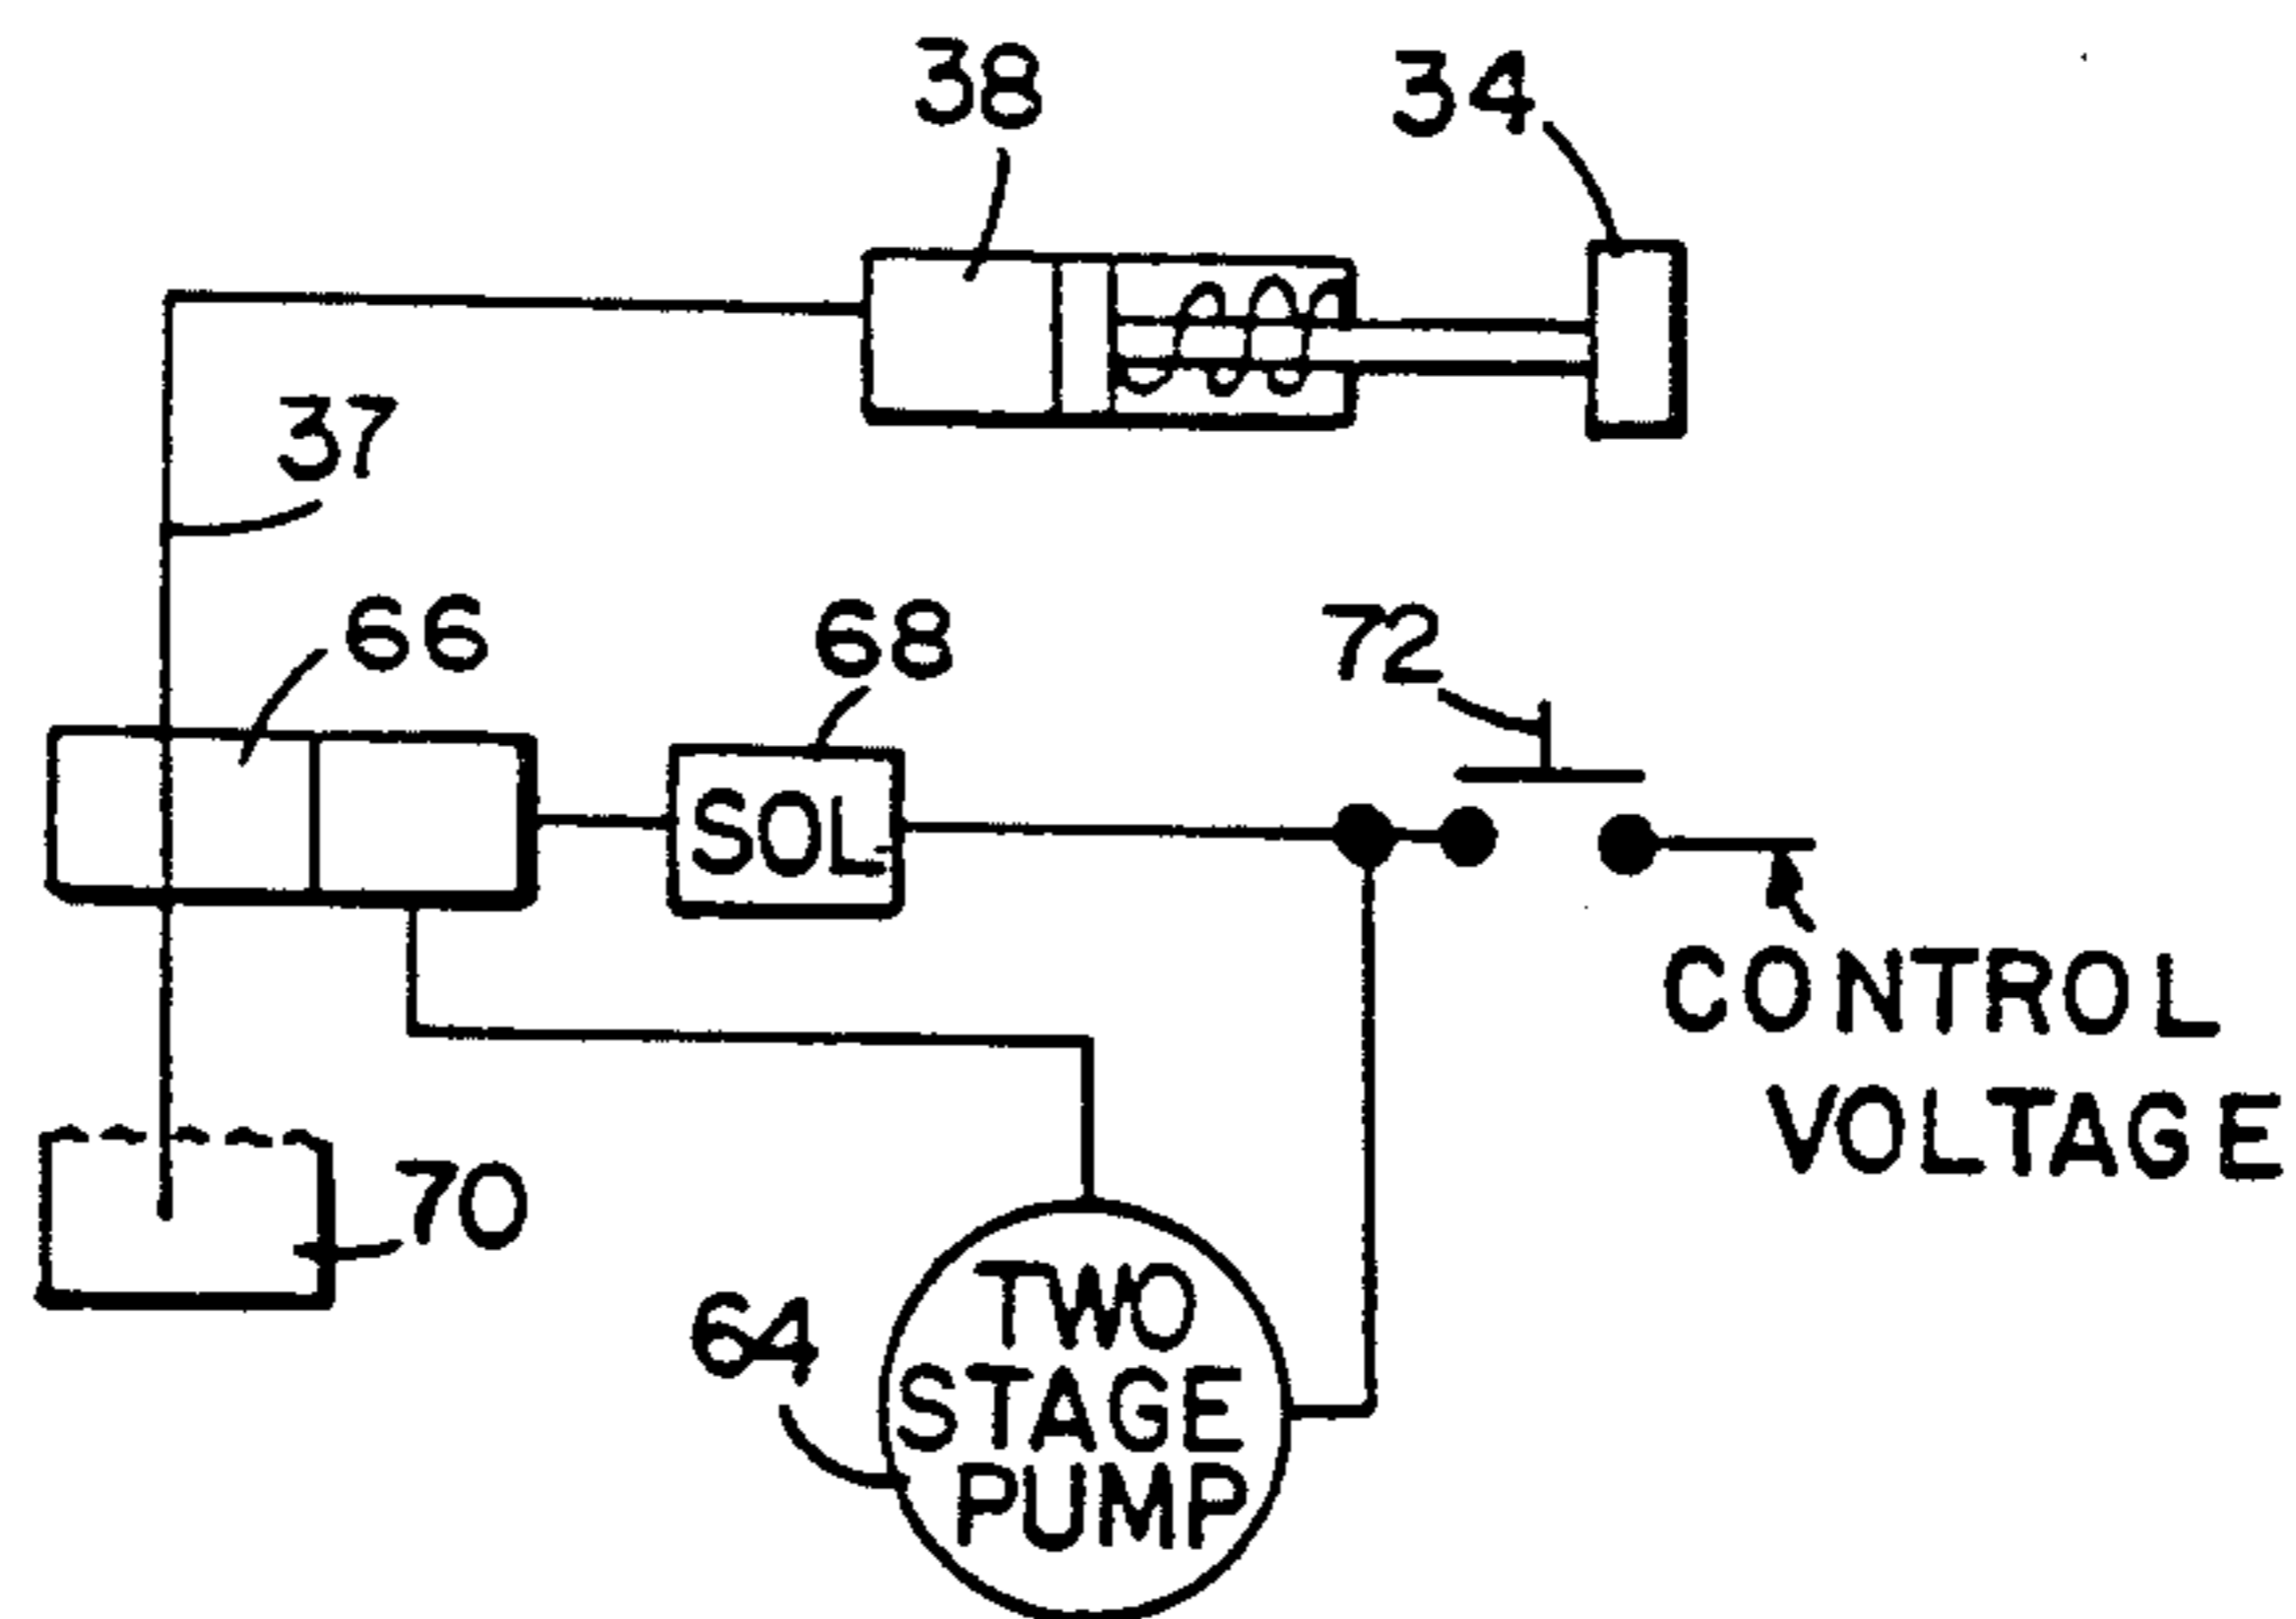 38
34
37
66
68
72
SOL
CONTROL
VOLTAGE
70
64
TWO
STAGE
PUMP